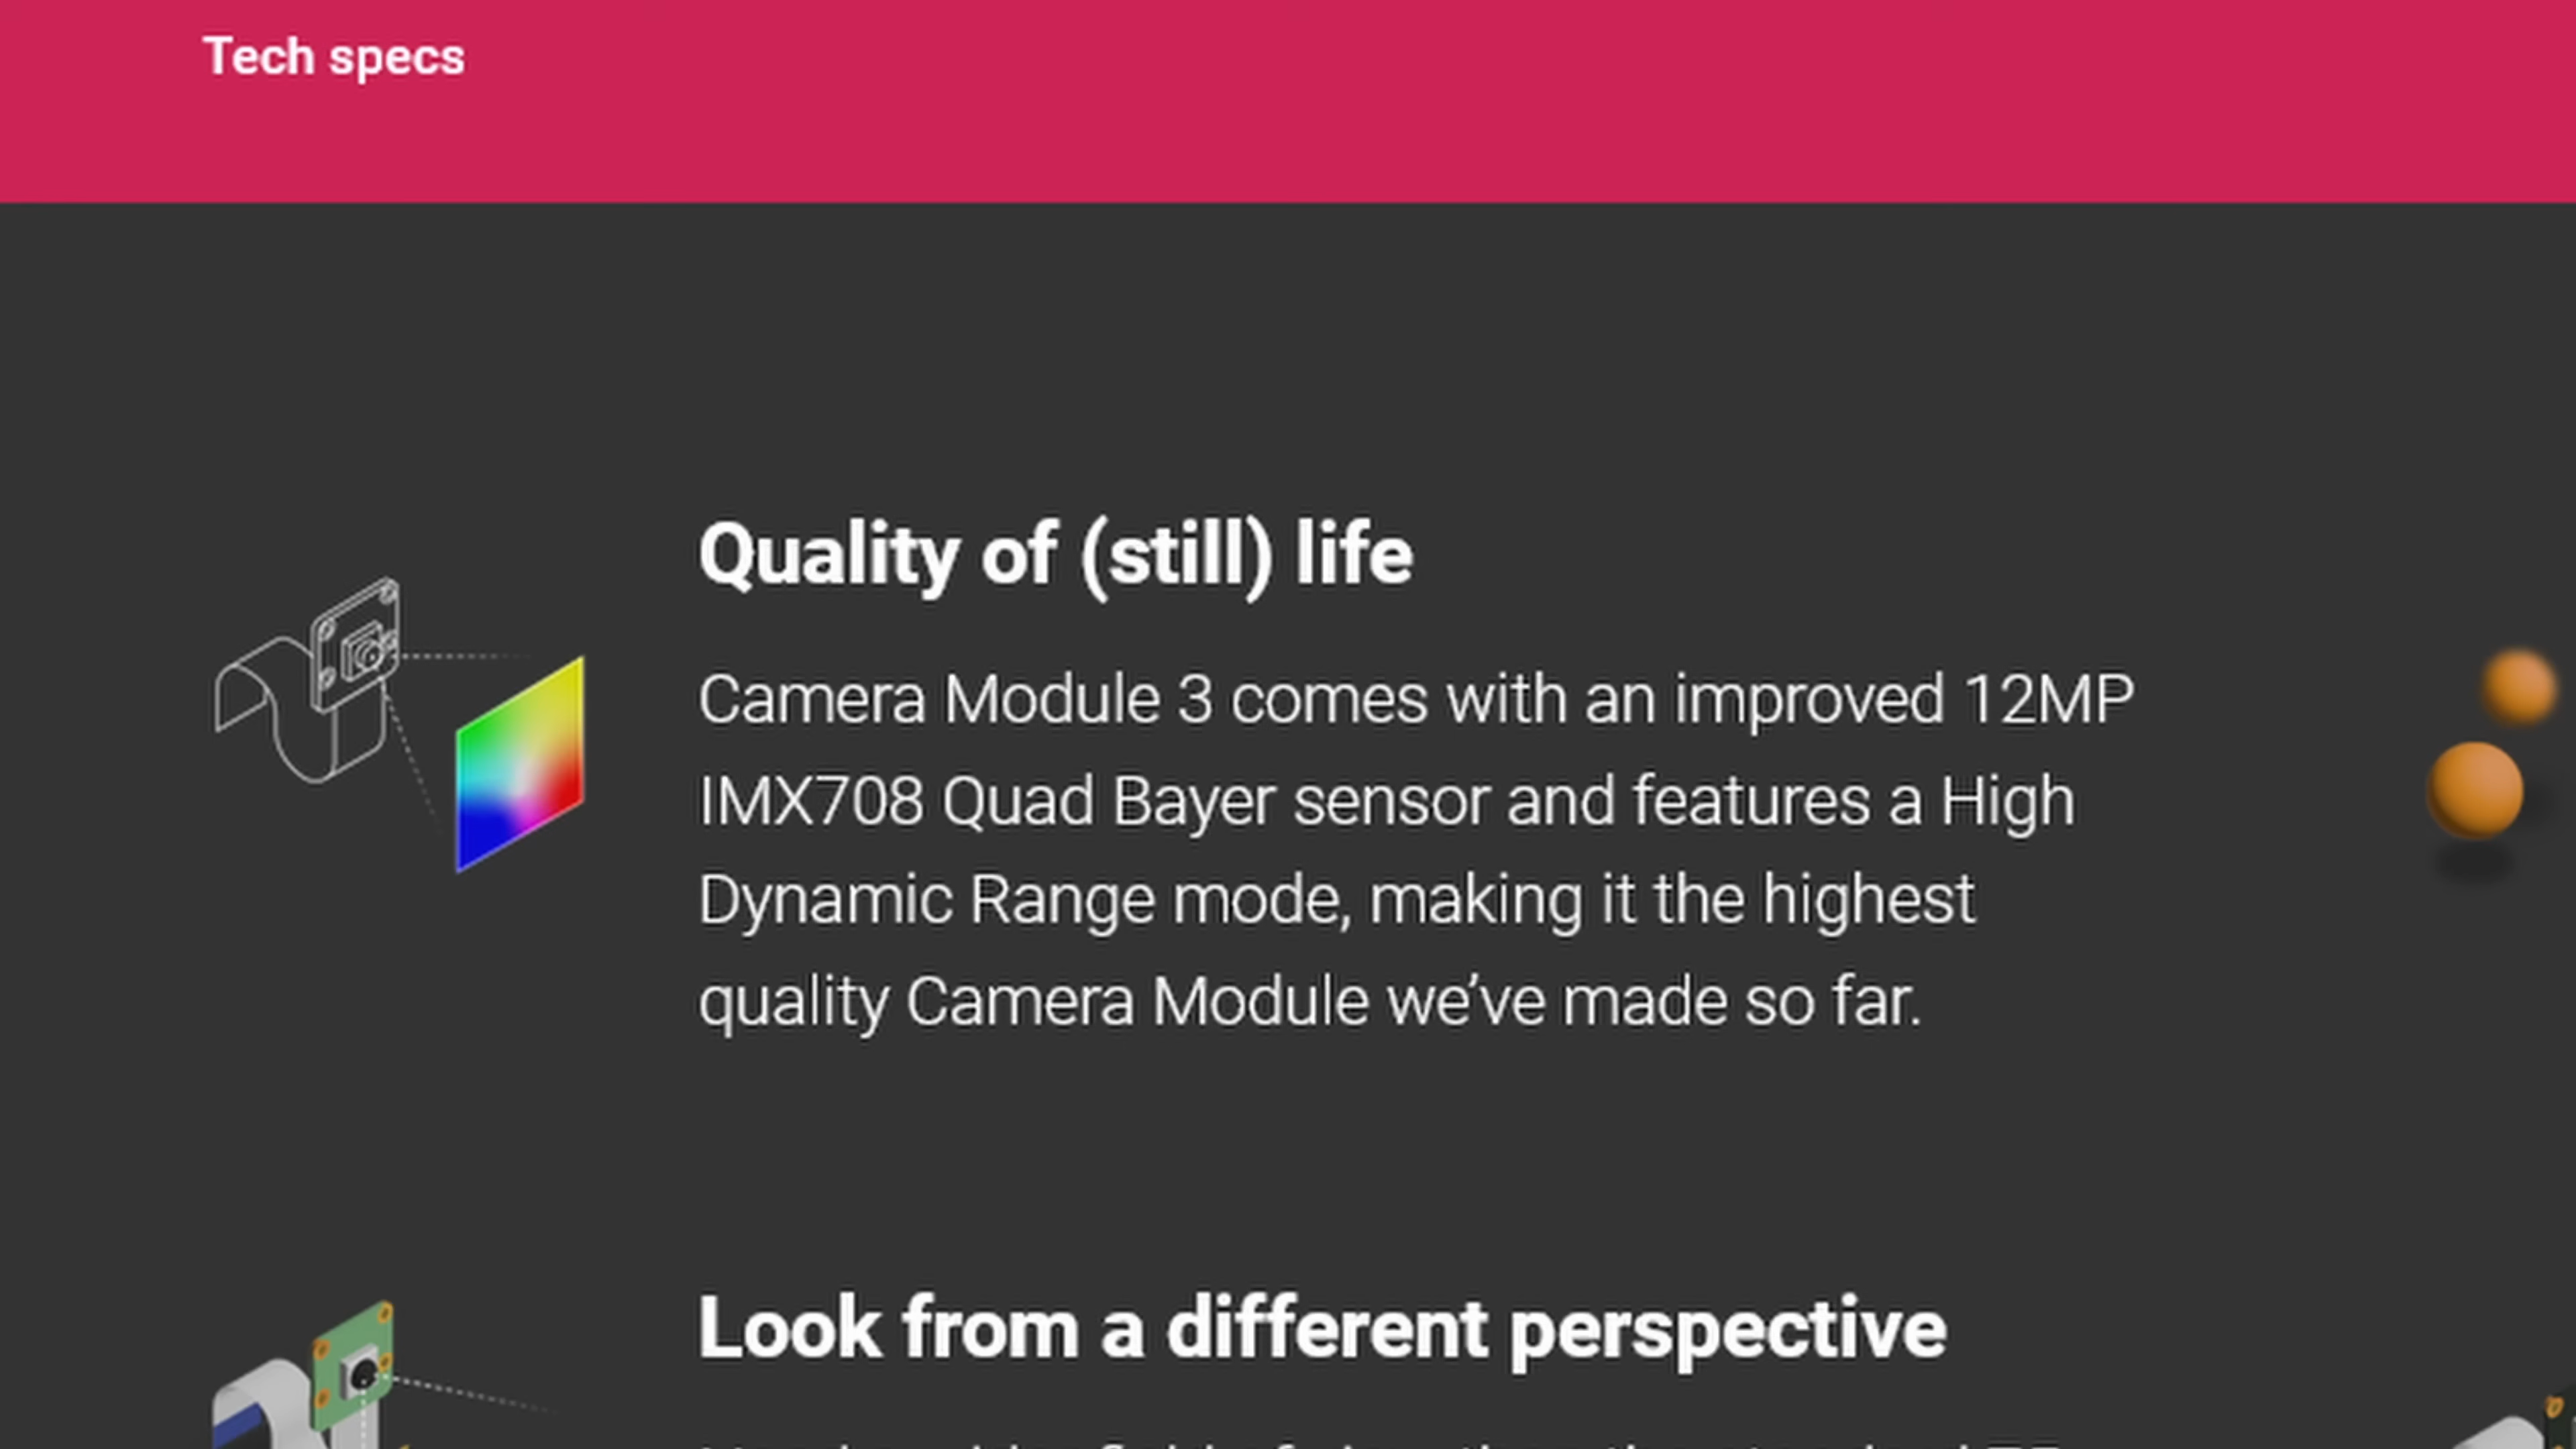 Tech specs
Quality of (still) life
Camera Module 3 comes with an improved 12MP
IMX708 Quad Bayer sensor and features a High
Dynamic Range mode, making it the highest
quality Camera Module we’ve made so far.
Look from a different perspective